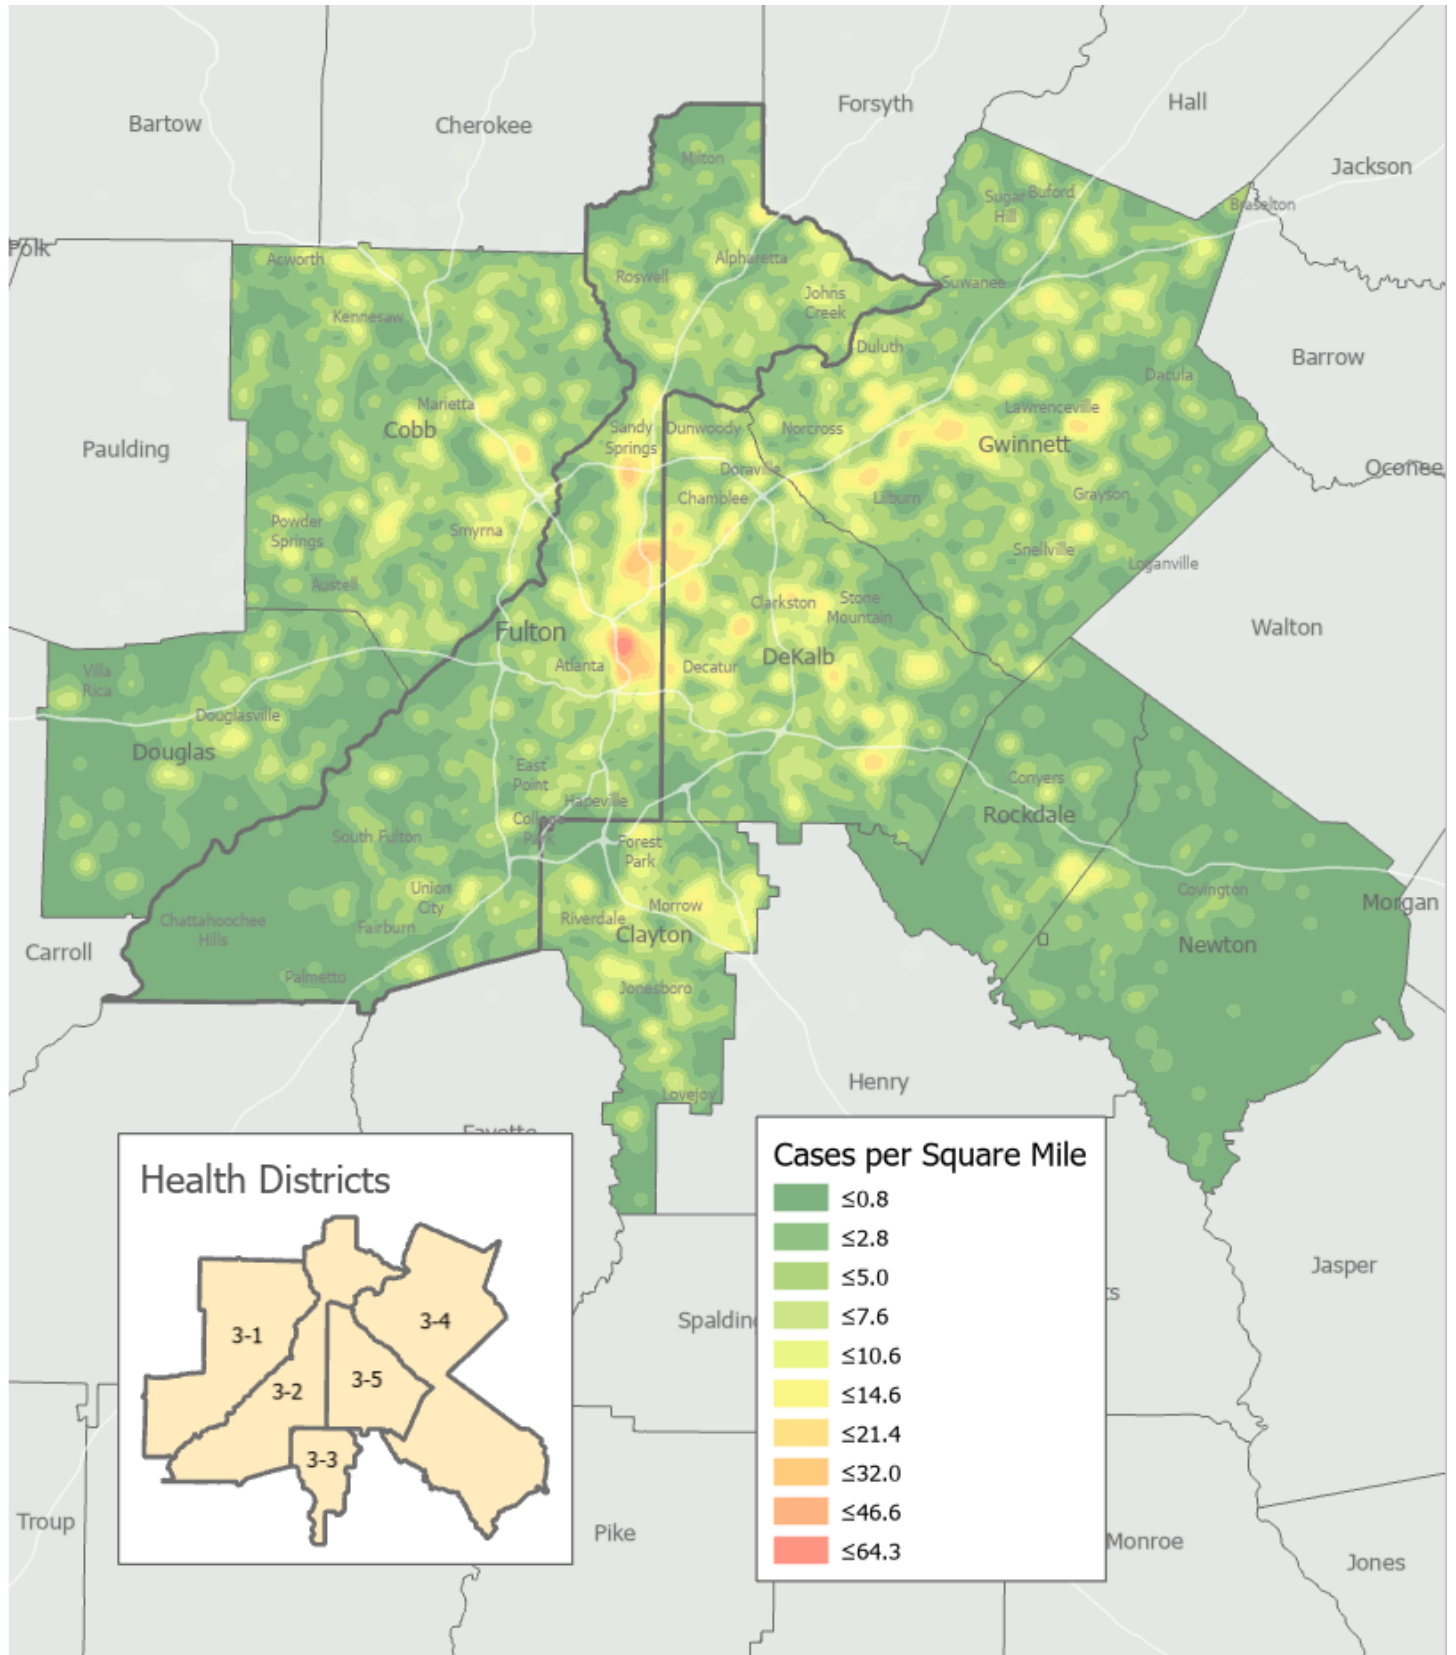 Forsyth
Hall
Bartow
Cherokee
Milton
Jackson
Sugar
Hill
Buford
Braselton
Polk
Acworth
Alpharetta
Roswell
Suwanee
Johns
Creek
Kennesaw
Duluth
Barrow
Dacula
Marietta
Lawrenceville
Cobb
Sandy
Springs
Dunwoody
Norcross
Gwinnett
Paulding
Doraville
Oconee
Chamblee
Lilburn
Grayson
Powder
Springs
Smyrna
Snellville
Loganville
Austell
Clarkston
Stone
Mountain
Fulton
Walton
Atlanta
Decatur
DeKalb
Villa
Rica
Douglasville
Douglas
East
Point
Conyers
Hapeville
Rockdale
College
Park
South Fulton
Forest
Park
Union
City
Covington
Morgan
Morrow
Riverdale
Chattahoochee
Hills
Fairburn
Clayton
Newton
Carroll
Palmetto
Jonesboro
Henry
Lovejoy
Fayette
Health Districts
3-1
3-2
3-3
3-4
3-5
Cases per Square Mile
≤0.8
≤2.8
≤5.0
≤7.6
≤10.6
≤14.6
≤21.4
≤32.0
≤46.6
≤64.3
Jasper
ts
Spalding
Troup
Pike
Monroe
Jones